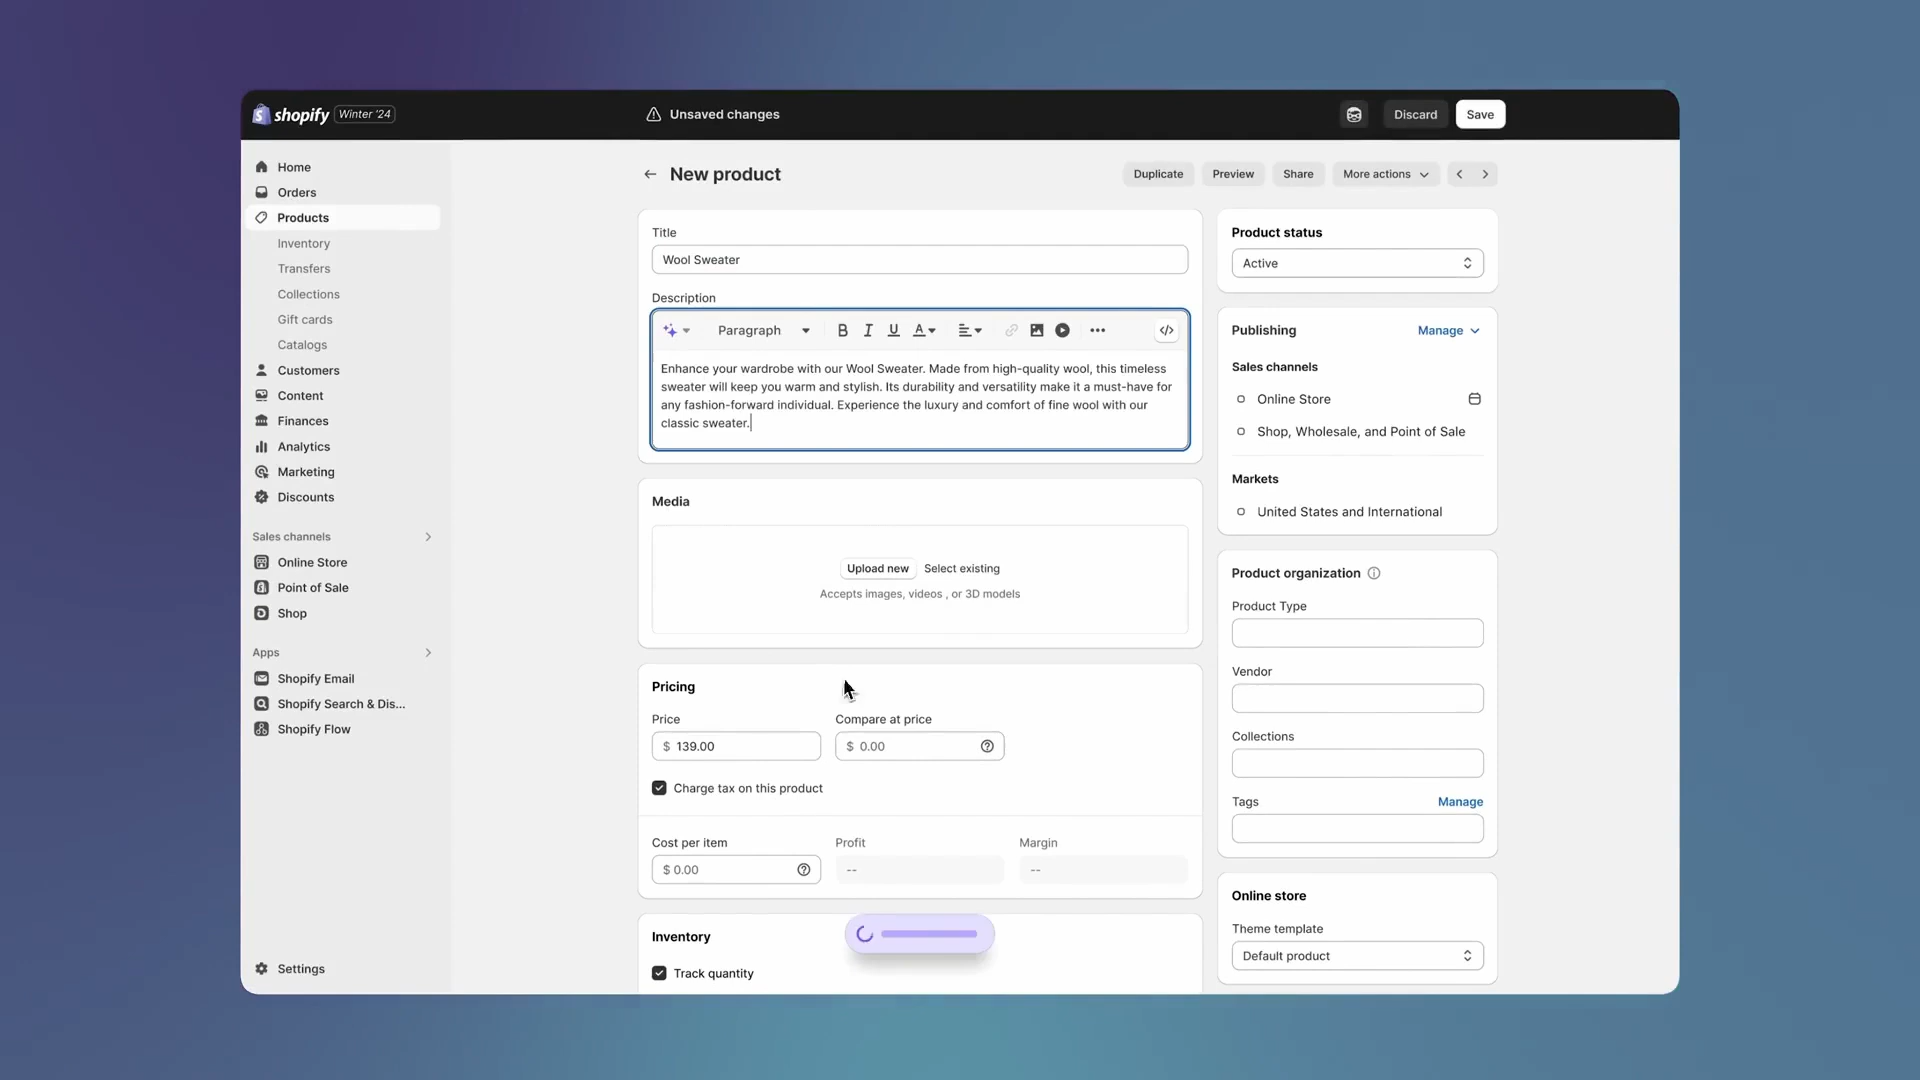 shopify Winter '24
Unsaved changes
Discard
Save
Home
Orders
Products
Inventory
Transfers
Collections
Gift cards
Catalogs
Customers
Content
Finances
Analytics
Marketing
Discounts
Sales channels
Online Store
Point of Sale
Shop
Apps
Shopify Email
Shopify Search & Dis...
Shopify Flow
Settings
New product
Duplicate
Preview
Share
More actions
Title
Wool Sweater
Description
Paragraph
B I U A
Enhance your wardrobe with our Wool Sweater. Made from high-quality wool, this timeless
sweater will keep you warm and stylish. Its durability and versatility make it a must-have for
any fashion-forward individual. Experience the luxury and comfort of fine wool with our
classic sweater.
Media
Upload new Select existing
Accepts images, videos , or 3D models
Pricing
Price Compare at price
$ 139.00 $ 0.00
Charge tax on this product
Cost per item Profit Margin
$ 0.00 -- --
Inventory
Track quantity
Product status
Active
Publishing Manage
Sales channels
Online Store
Shop, Wholesale, and Point of Sale
Markets
United States and International
Product organization
Product Type
Vendor
Collections
Tags Manage
Online store
Theme template
Default product